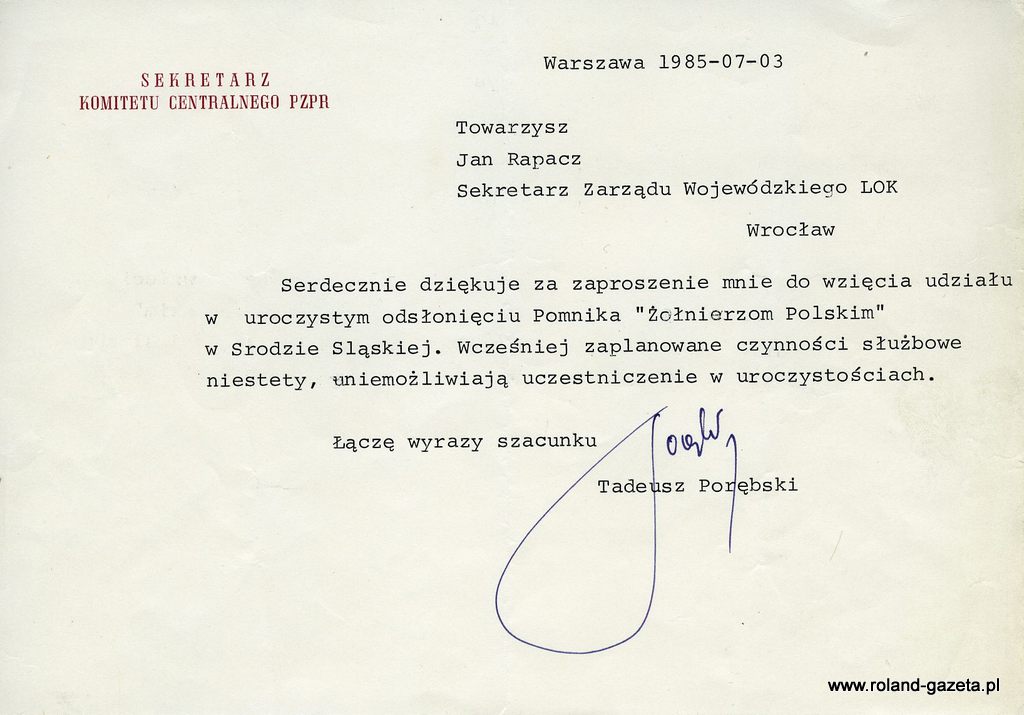 Warszawa 1985-07-03
SEKRETARZ
KOMITETU CENTRALNEGO PZPR
Towarzysz
Jan Rapacz
Sekretarz Zarządu Wojewódzkiego LOK
Wrocław
Serdecznie dziękuje za zaproszenie mnie do wzięcia udziału
w uroczystym odsłonięciu Pomnika "Żołnierzom Polskim"
w Srodzie Sląskiej. Wcześniej zaplanowane czynności służbowe
niestety, uniemożliwiają uczestniczenie w uroczystościach.
Łączę wyrazy szacunku
Tadeusz Porębski
www.roland-gazeta.pl